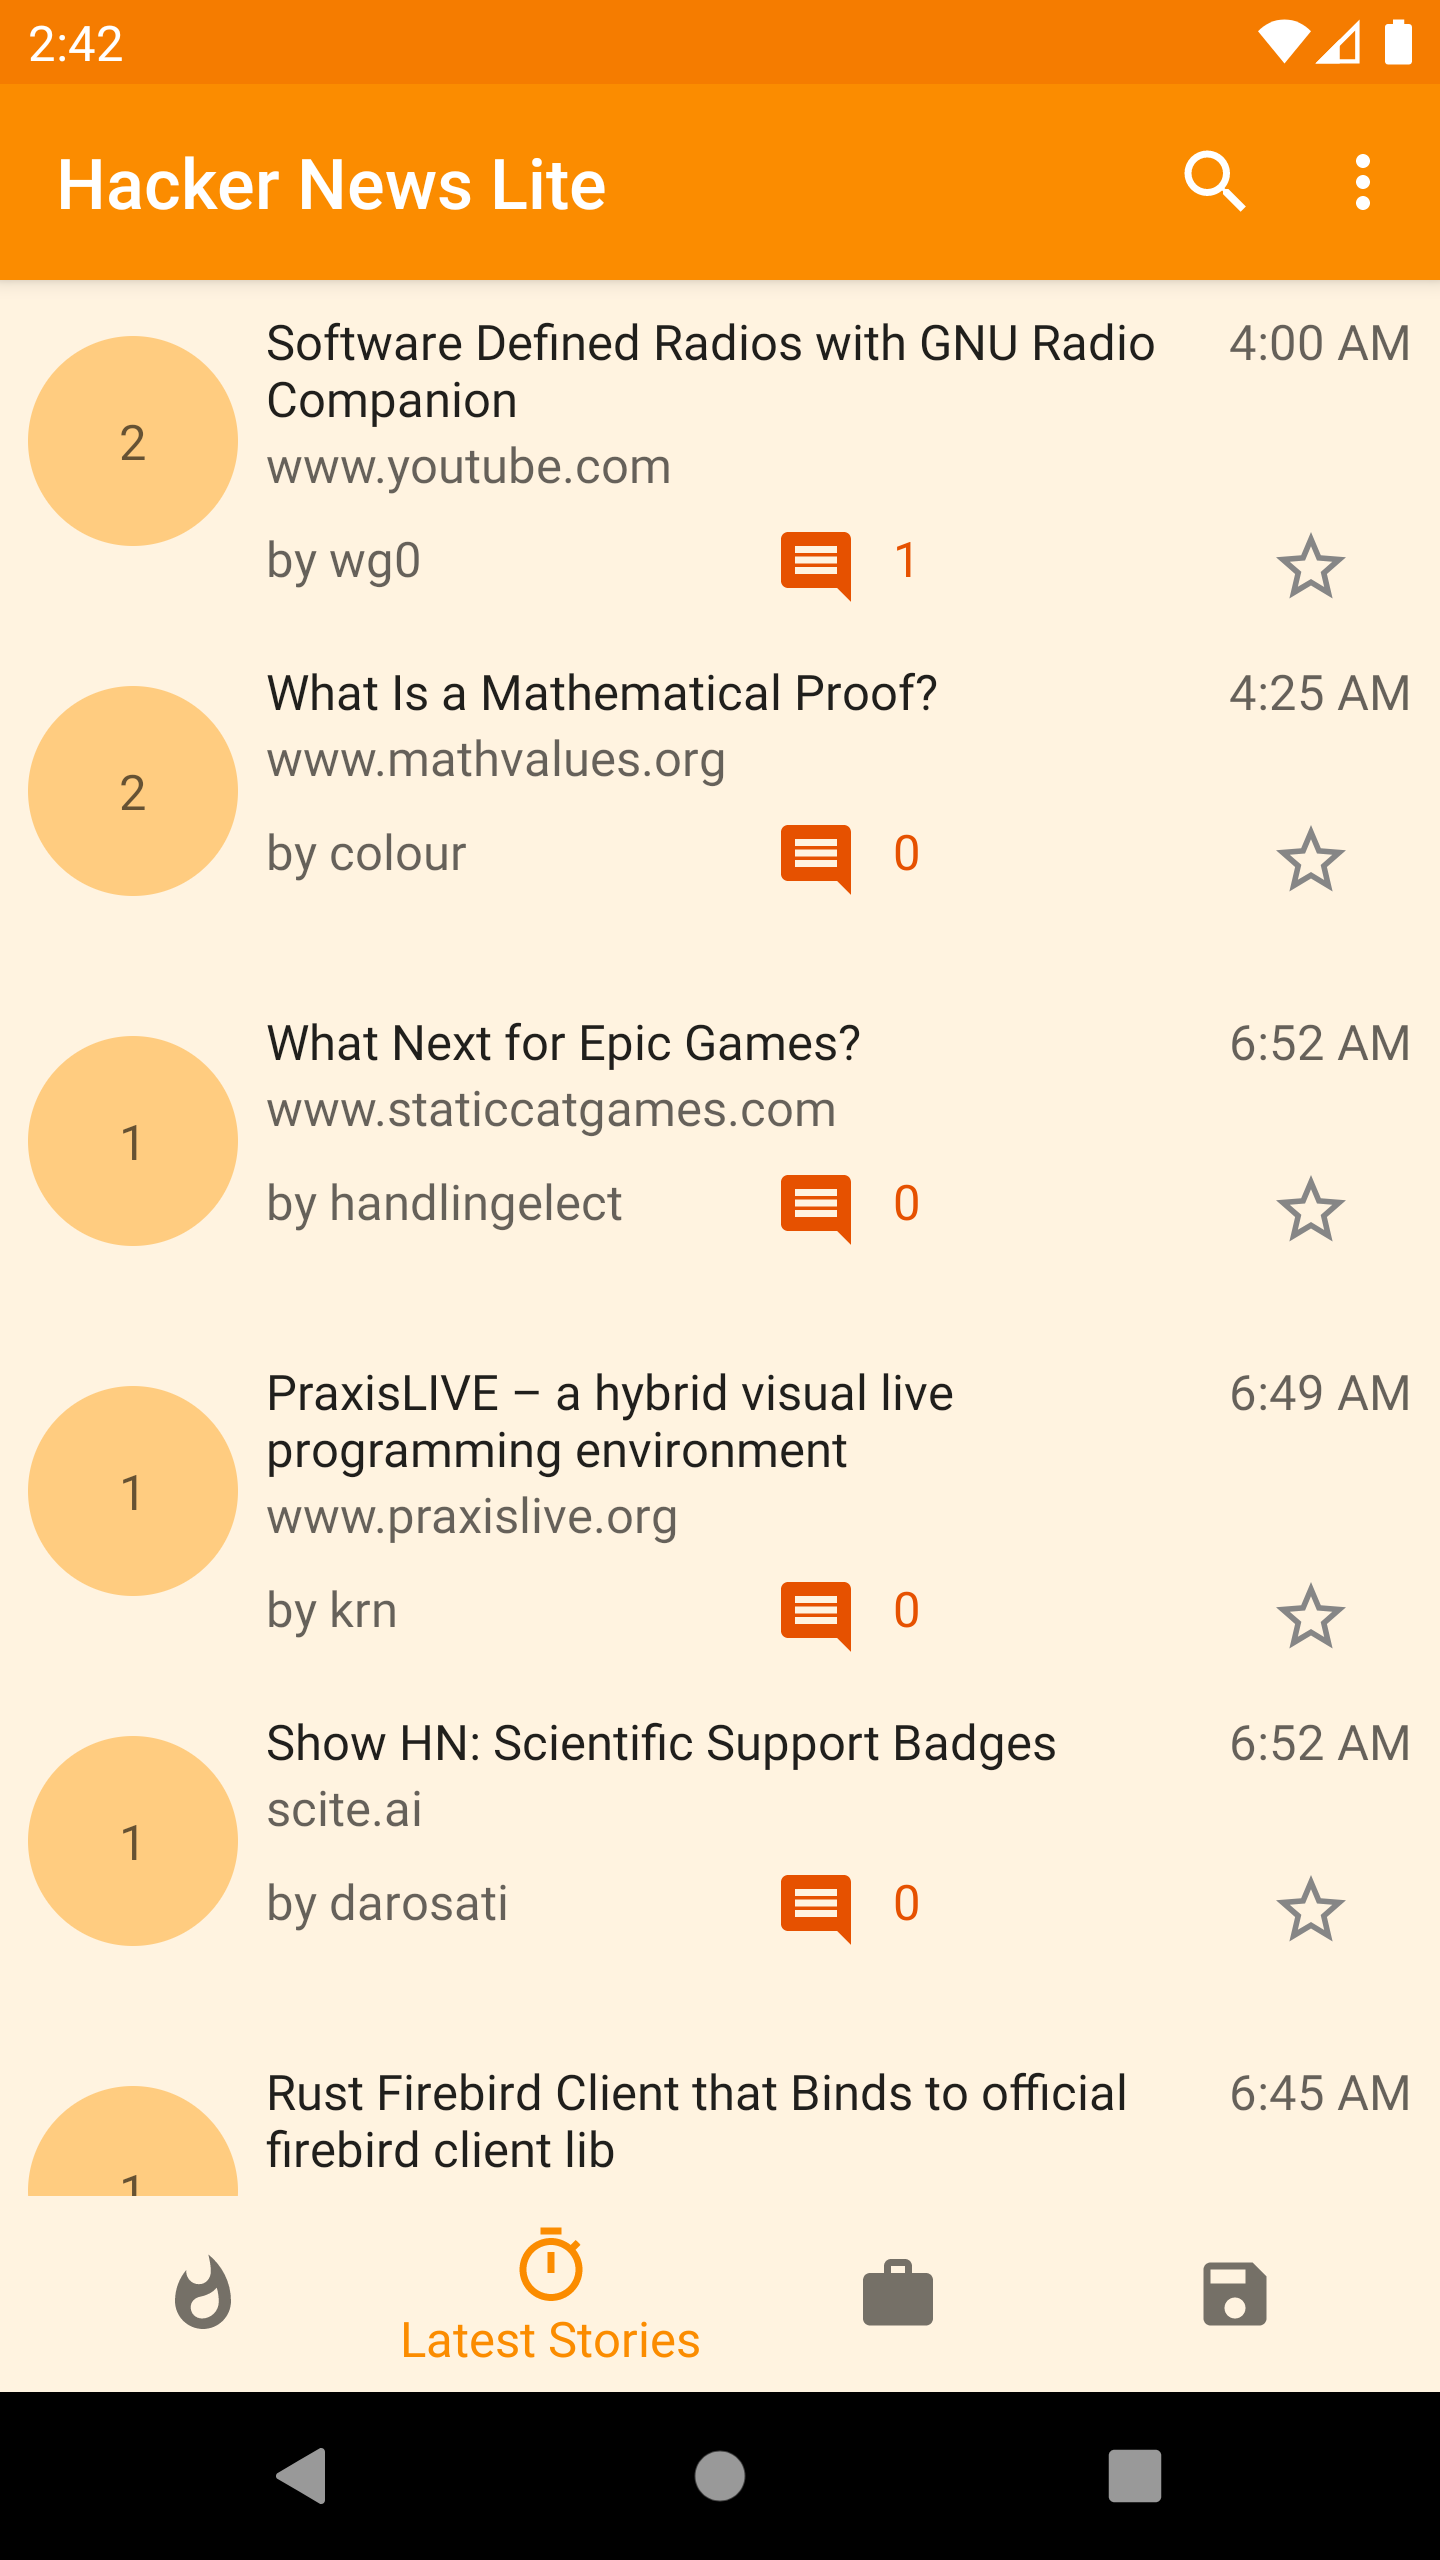 2:42
Hacker News Lite
Software Defined Radios with GNU Radio
Companion
4:00 AM
2
www.youtube.com
by wg0
1
What Is a Mathematical Proof?
4:25 AM
2
www.mathvalues.org
by colour
0
What Next for Epic Games?
6:52 AM
1
www.staticcatgames.com
by handlingelect
0
PraxisLIVE – a hybrid visual live
programming environment
6:49 AM
1
www.praxislive.org
by krn
0
Show HN: Scientific Support Badges
6:52 AM
1
scite.ai
by darosati
0
Rust Firebird Client that Binds to official
firebird client lib
6:45 AM
1
Latest Stories